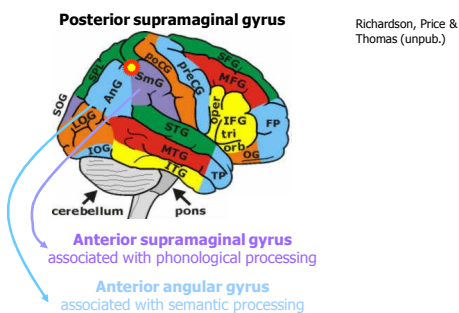 Posterior supramaginal gyrus
Richardson, Price &
Thomas (unpub.)
SPL
poCG
preCG
SFG
MFG
SmG
AnG
SOG
LOG
IOG
STG
MTG
ITG
TP
oper
IFG
tri
orb
OG
FP
cerebellum
pons
Anterior supramaginal gyrus
associated with phonological processing
Anterior angular gyrus
associated with semantic processing